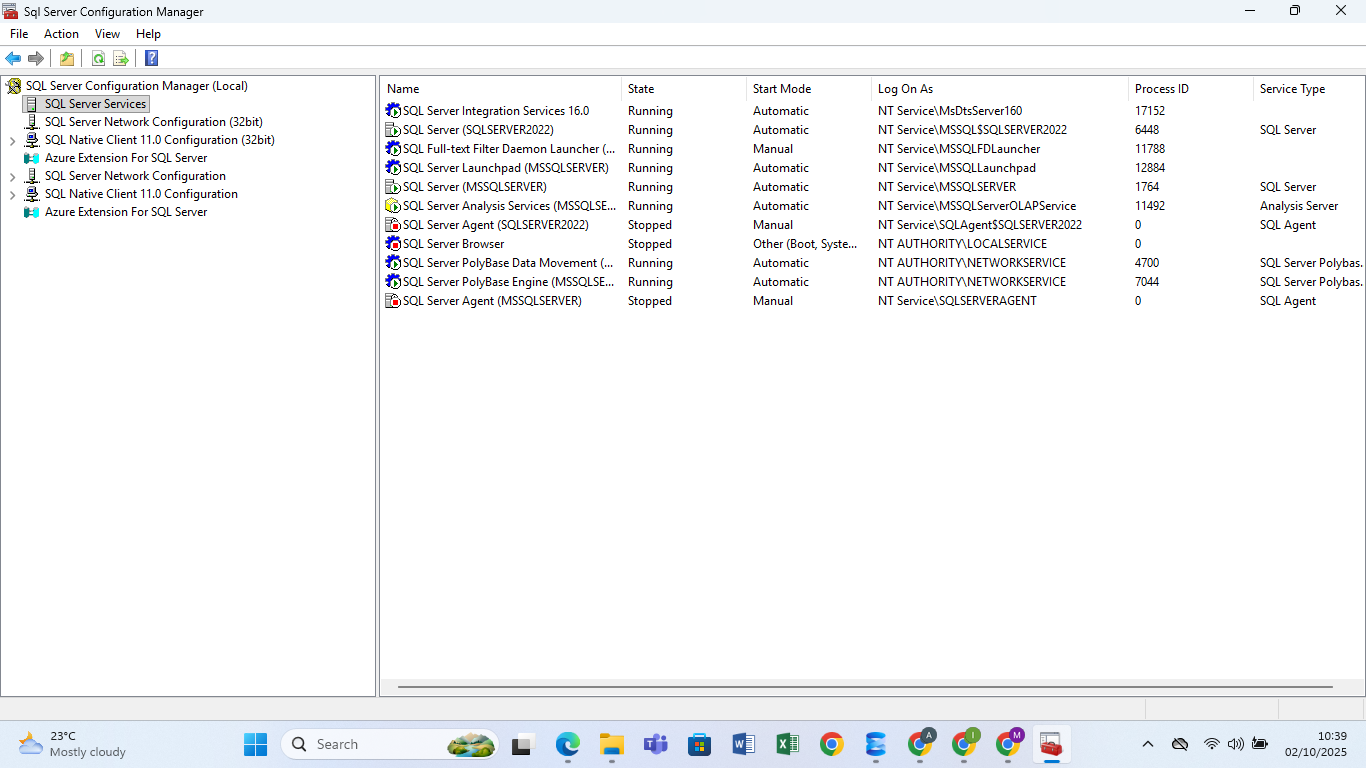 Sql Server Configuration Manager
File Action View Help
SQL Server Configuration Manager (Local)
SQL Server Services
SQL Server Network Configuration (32bit)
SQL Native Client 11.0 Configuration (32bit)
Azure Extension For SQL Server
SQL Server Network Configuration
SQL Native Client 11.0 Configuration
Azure Extension For SQL Server
Name State Start Mode Log On As Process ID Service Type
SQL Server Integration Services 16.0 Running Automatic NT Service\MsDtsServer160 17152
SQL Server (SQLSERVER2022) Running Automatic NT Service\MSSQL$SQLSERVER2022 6448 SQL Server
SQL Full-text Filter Daemon Launcher (... Running Manual NT Service\MSSQLFDLauncher 11788
SQL Server Launchpad (MSSQLSERVER) Running Automatic NT Service\MSSQLLaunchpad 12884
SQL Server (MSSQLSERVER) Running Automatic NT Service\MSSQLSERVER 1764 SQL Server
SQL Server Analysis Services (MSSQLSE... Running Automatic NT Service\MSSQLServerOLAPService 11492 Analysis Server
SQL Server Agent (SQLSERVER2022) Stopped Manual NT Service\SQLAgent$SQLSERVER2022 0 SQL Agent
SQL Server Browser Stopped Other (Boot, Syste... NT AUTHORITY\LOCALSERVICE 0
SQL Server PolyBase Data Movement (... Running Automatic NT AUTHORITY\NETWORKSERVICE 4700 SQL Server Polybas.
SQL Server PolyBase Engine (MSSQLSE... Running Automatic NT AUTHORITY\NETWORKSERVICE 7044 SQL Server Polybas.
SQL Server Agent (MSSQLSERVER) Stopped Manual NT Service\SQLSERVERAGENT 0 SQL Agent
23°C
Mostly cloudy
Search
A
I
M
10:39
02/10/2025